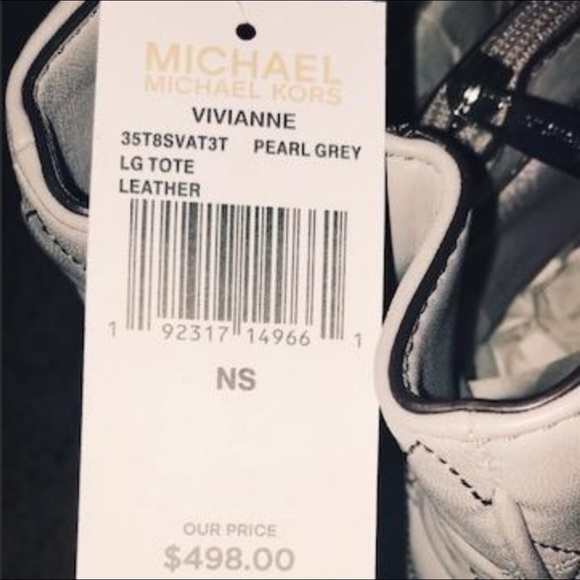 MICHAEL
MICHAEL KORS
VIVIANNE
35T8SVAT3T PEARL GREY
LG TOTE
LEATHER
1 92317 14966 1
NS
OUR PRICE
$498.00